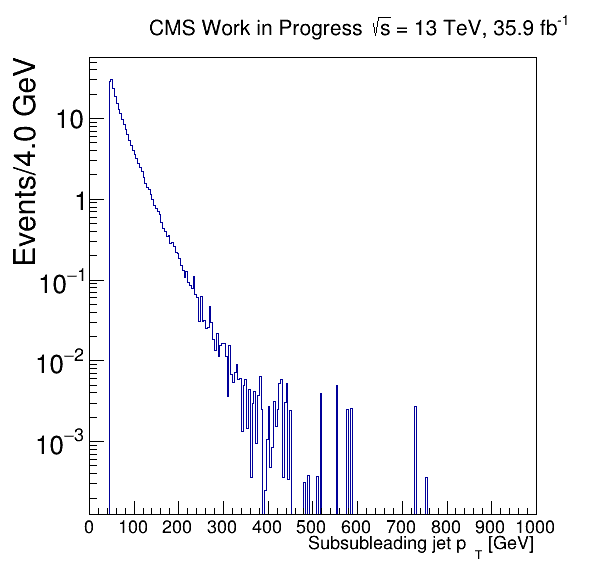 CMS Work in Progress √s = 13 TeV, 35.9 fb⁻¹
Events/4.0 GeV
10
1
10⁻¹
10⁻²
10⁻³
0 100 200 300 400 500 600 700 800 900 1000
Subsubleading jet p_T [GeV]